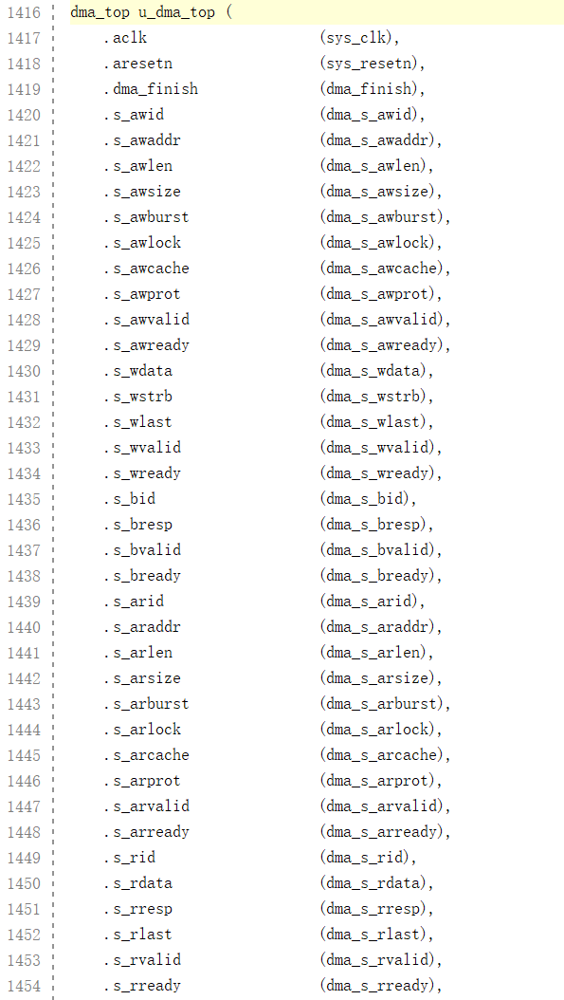 1416 dma_top u_dma_top (
1417 .aclk (sys_clk),
1418 .aresetn (sys_resetn),
1419 .dma_finish (dma_finish),
1420 .s_awid (dma_s_awid),
1421 .s_awaddr (dma_s_awaddr),
1422 .s_awlen (dma_s_awlen),
1423 .s_awsize (dma_s_awsize),
1424 .s_awburst (dma_s_awburst),
1425 .s_awlock (dma_s_awlock),
1426 .s_awcache (dma_s_awcache),
1427 .s_awprot (dma_s_awprot),
1428 .s_awvalid (dma_s_awvalid),
1429 .s_awready (dma_s_awready),
1430 .s_wdata (dma_s_wdata),
1431 .s_wstrb (dma_s_wstrb),
1432 .s_wlast (dma_s_wlast),
1433 .s_wvalid (dma_s_wvalid),
1434 .s_wready (dma_s_wready),
1435 .s_bid (dma_s_bid),
1436 .s_bresp (dma_s_bresp),
1437 .s_bvalid (dma_s_bvalid),
1438 .s_bready (dma_s_bready),
1439 .s_arid (dma_s_arid),
1440 .s_araddr (dma_s_araddr),
1441 .s_arlen (dma_s_arlen),
1442 .s_arsize (dma_s_arsize),
1443 .s_arburst (dma_s_arburst),
1444 .s_arlock (dma_s_arlock),
1445 .s_arcache (dma_s_arcache),
1446 .s_arprot (dma_s_arprot),
1447 .s_arvalid (dma_s_arvalid),
1448 .s_arready (dma_s_arready),
1449 .s_rid (dma_s_rid),
1450 .s_rdata (dma_s_rdata),
1451 .s_rresp (dma_s_rresp),
1452 .s_rlast (dma_s_rlast),
1453 .s_rvalid (dma_s_rvalid),
1454 .s_rready (dma_s_rready),